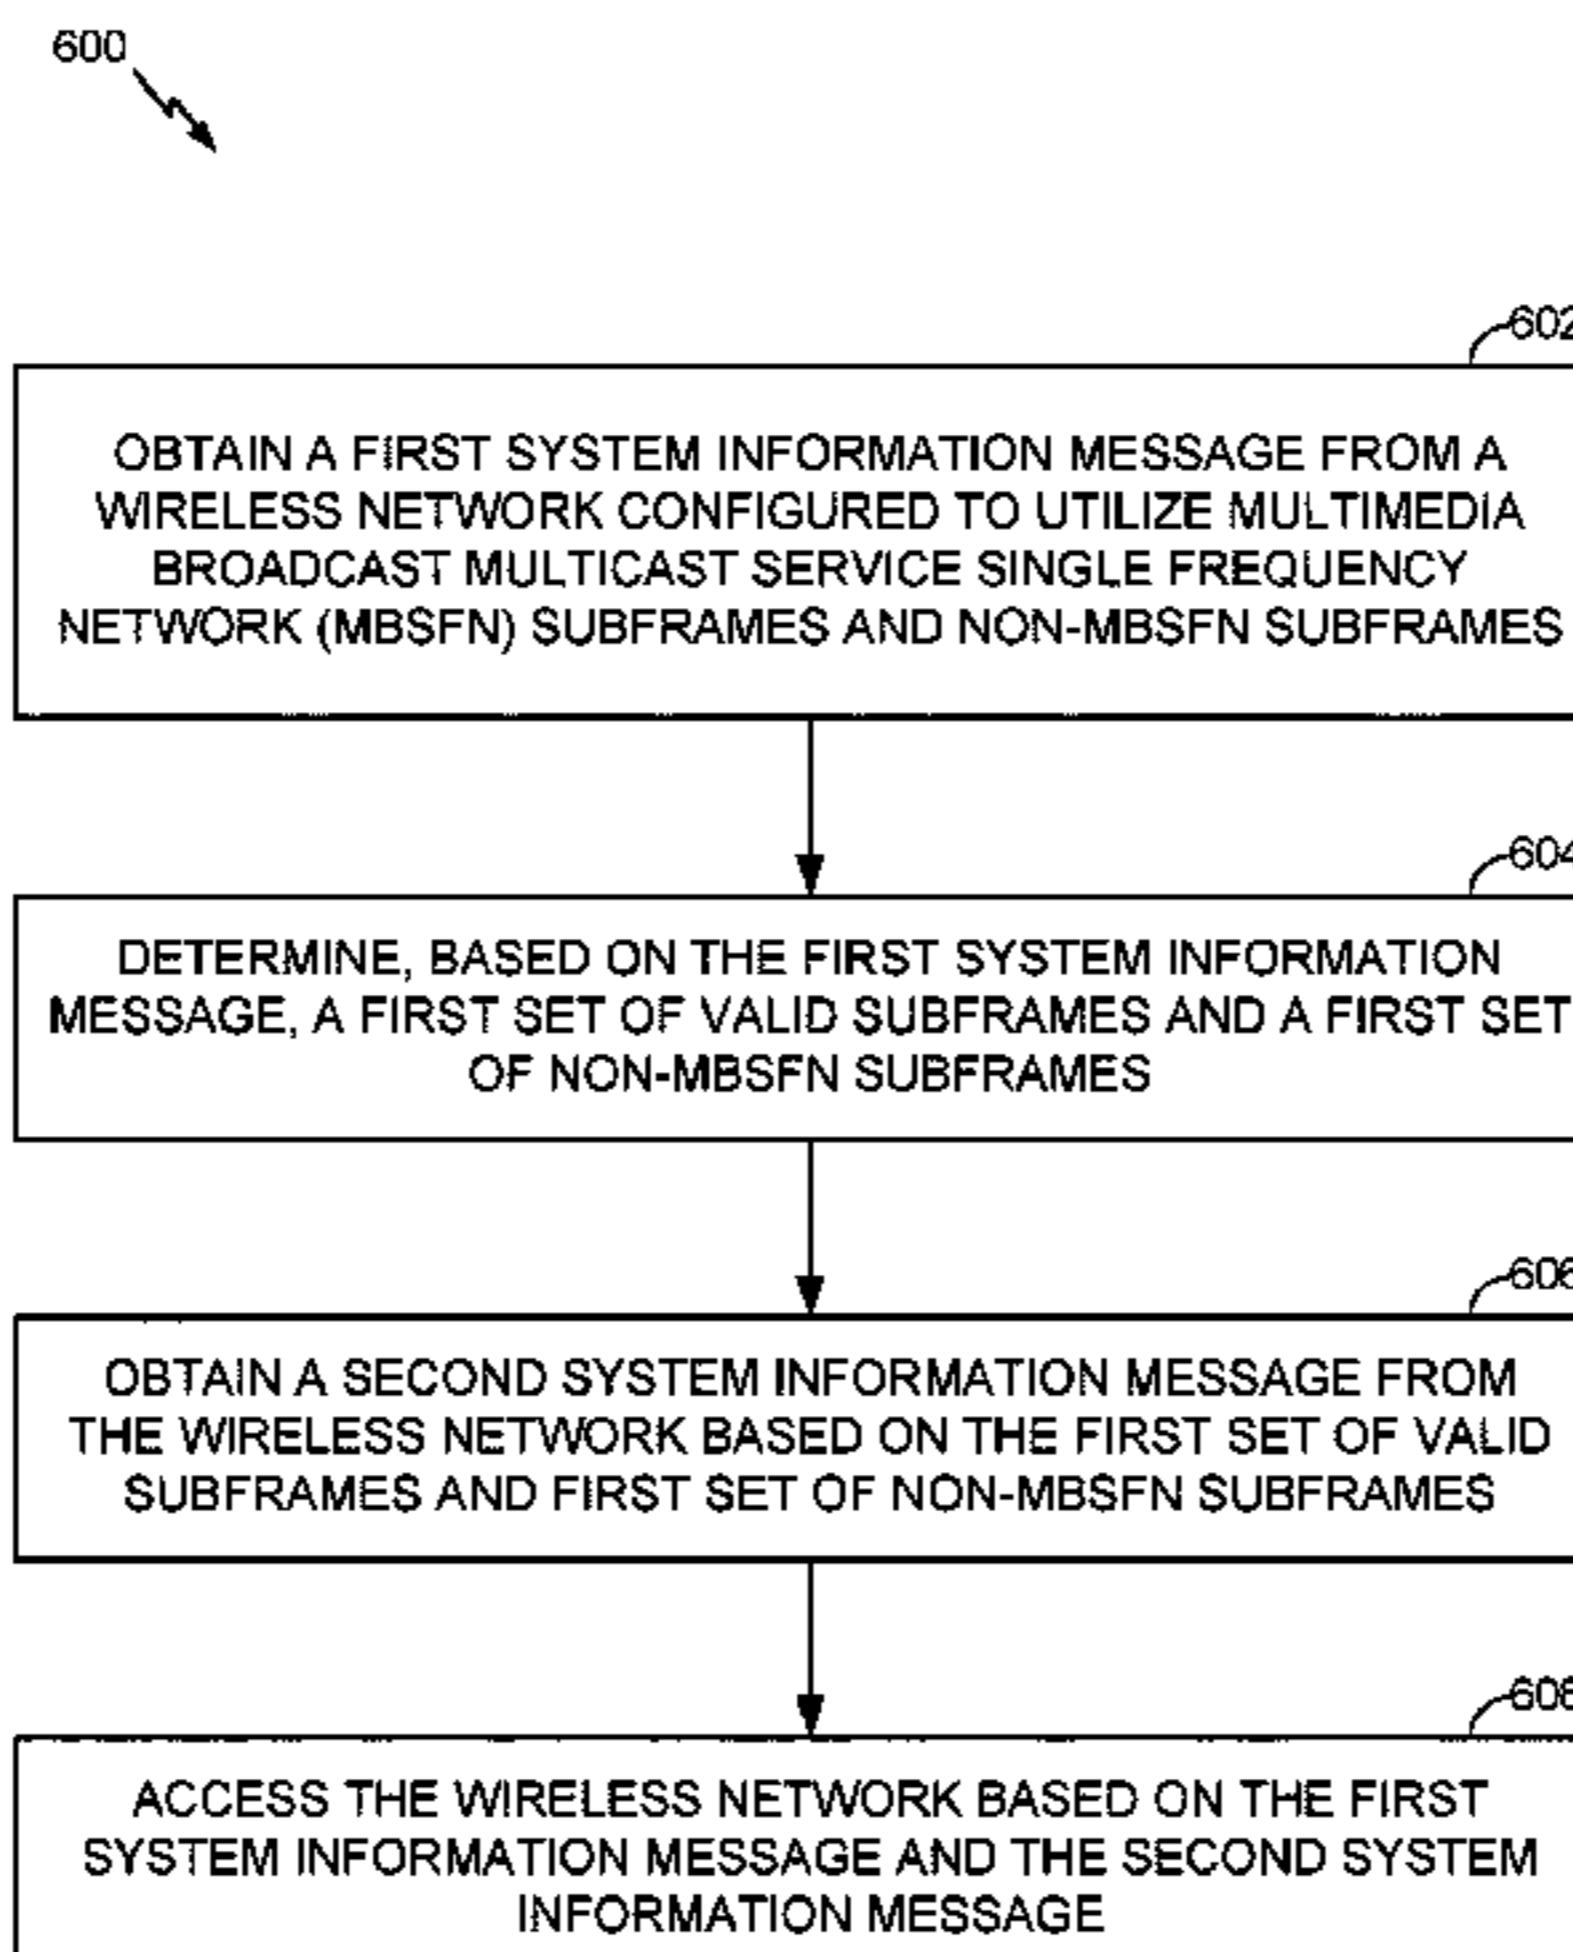 600
602
OBTAIN A FIRST SYSTEM INFORMATION MESSAGE FROM A
WIRELESS NETWORK CONFIGURED TO UTILIZE MULTIMEDIA
BROADCAST MULTICAST SERVICE SINGLE FREQUENCY
NETWORK (MBSFN) SUBFRAMES AND NON-MBSFN SUBFRAMES
604
DETERMINE, BASED ON THE FIRST SYSTEM INFORMATION
MESSAGE, A FIRST SET OF VALID SUBFRAMES AND A FIRST SET
OF NON-MBSFN SUBFRAMES
606
OBTAIN A SECOND SYSTEM INFORMATION MESSAGE FROM
THE WIRELESS NETWORK BASED ON THE FIRST SET OF VALID
SUBFRAMES AND FIRST SET OF NON-MBSFN SUBFRAMES
608
ACCESS THE WIRELESS NETWORK BASED ON THE FIRST
SYSTEM INFORMATION MESSAGE AND THE SECOND SYSTEM
INFORMATION MESSAGE